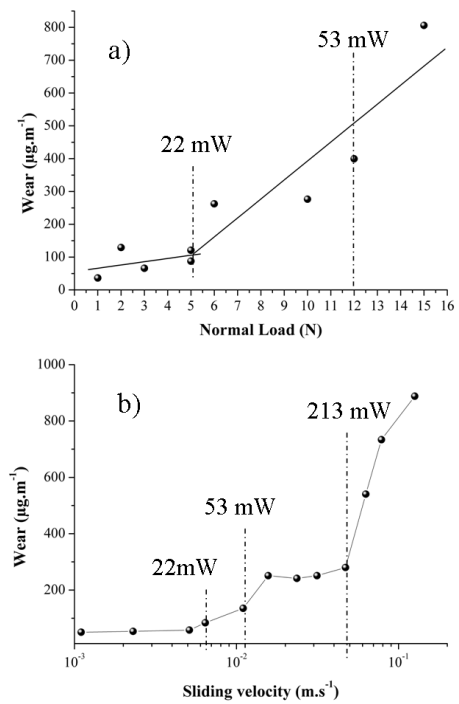 a)
53 mW
22 mW
Wear (µg.m⁻¹)
800
700
600
500
400
300
200
100
0
0 1 2 3 4 5 6 7 8 9 10 11 12 13 14 15 16
Normal Load (N)
b)
213 mW
53 mW
22mW
Wear (µg.m⁻¹)
1000
800
600
400
200
10⁻³ 10⁻² 10⁻¹
Sliding velocity (m.s⁻¹)